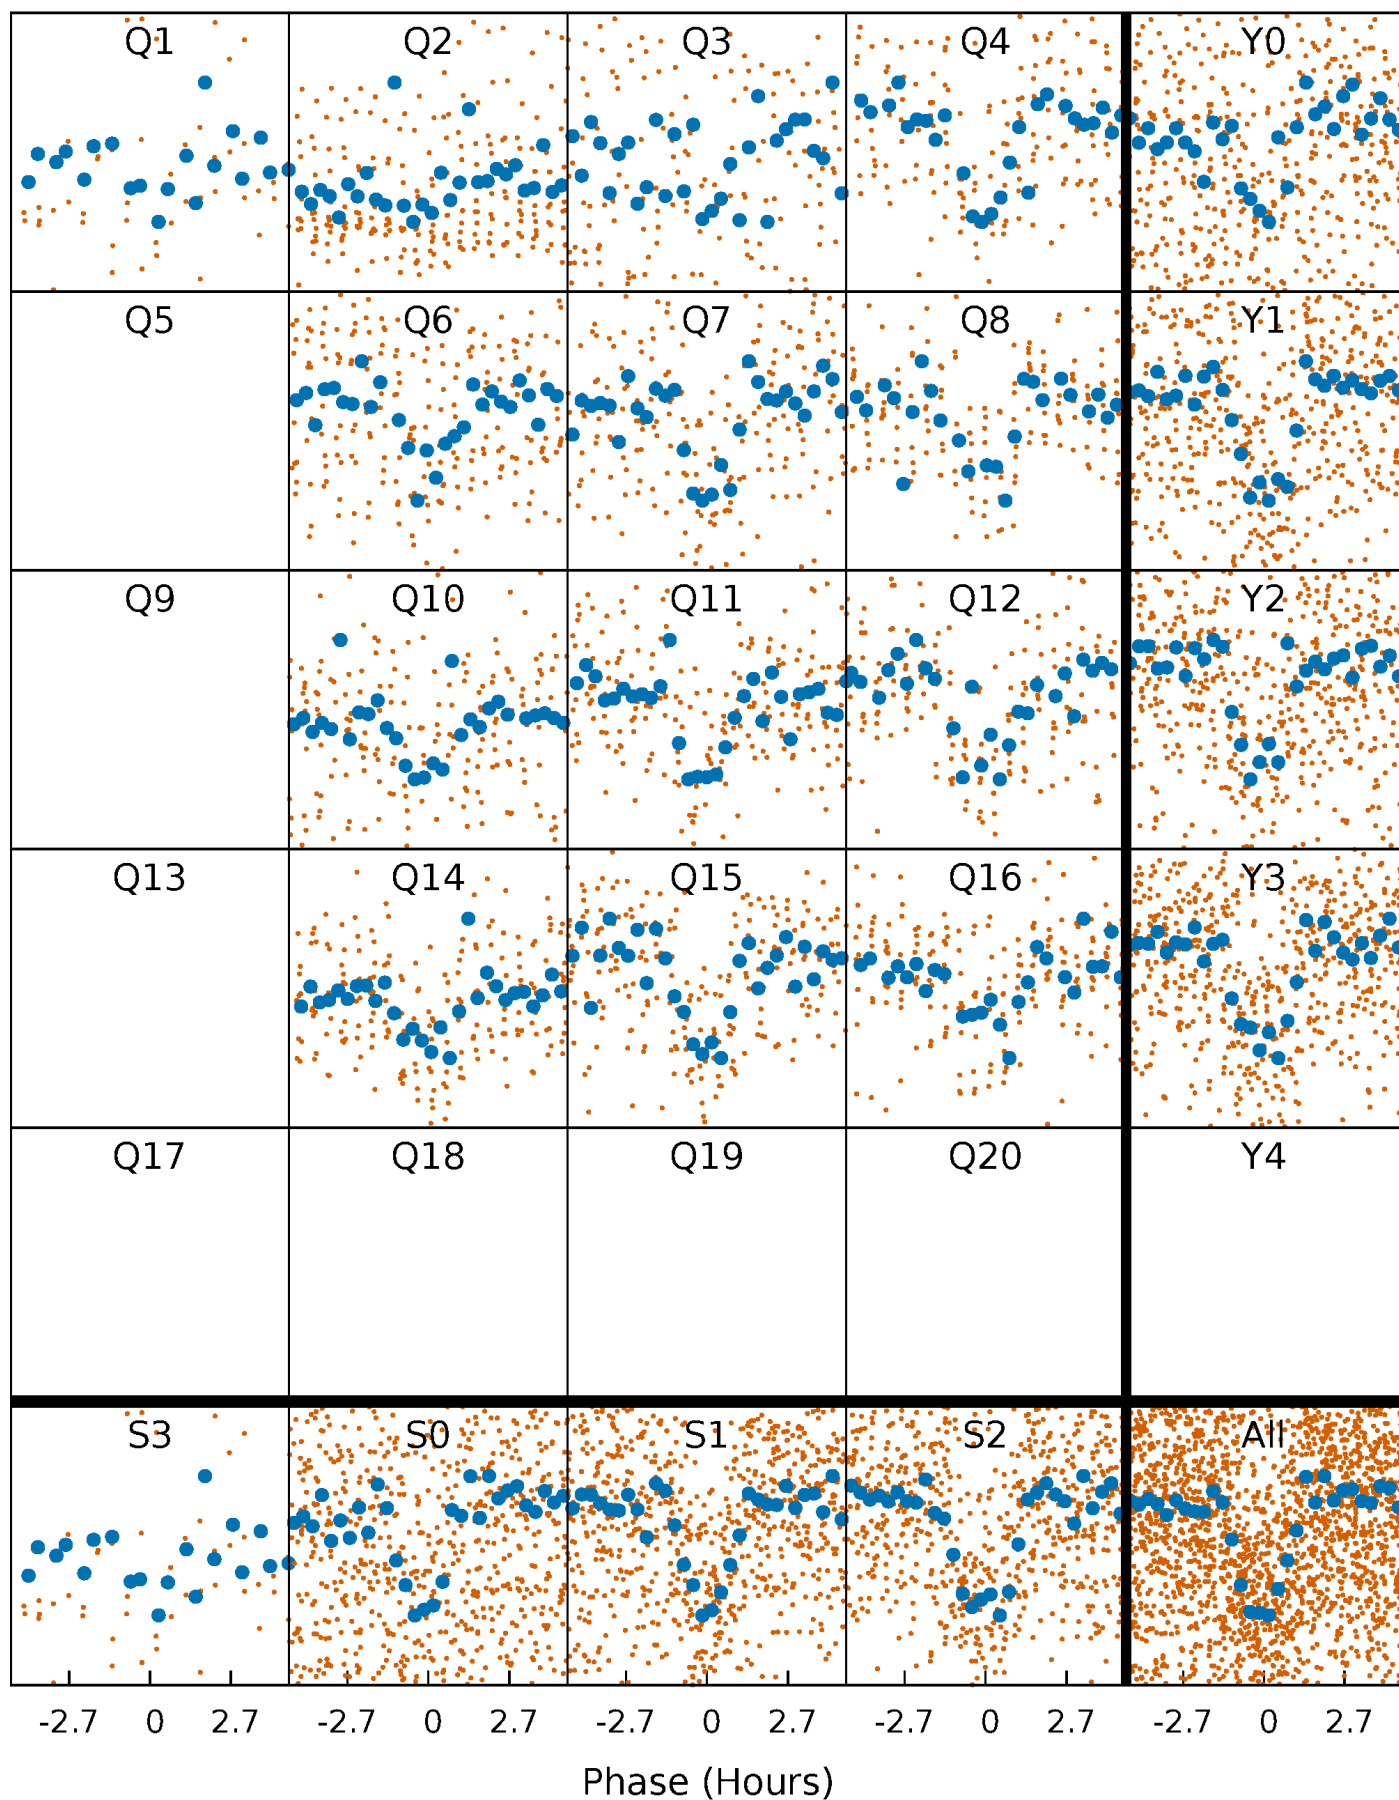 Q1 Q2 Q3 Q4 Y0
Q5 Q6 Q7 Q8 Y1
Q9 Q10 Q11 Q12 Y2
Q13 Q14 Q15 Q16 Y3
Q17 Q18 Q19 Q20 Y4
S3 S0 S1 S2 All
-2.7 0 2.7 -2.7 0 2.7 -2.7 0 2.7 -2.7 0 2.7 -2.7 0 2.7
Phase (Hours)